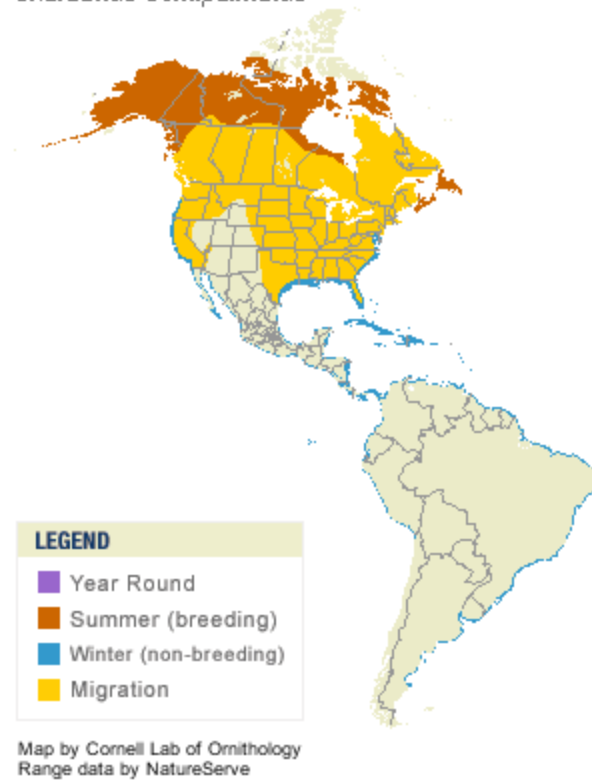 LEGEND
Year Round
Summer (breeding)
Winter (non-breeding)
Migration
Map by Cornell Lab of Ornithology
Range data by NatureServe